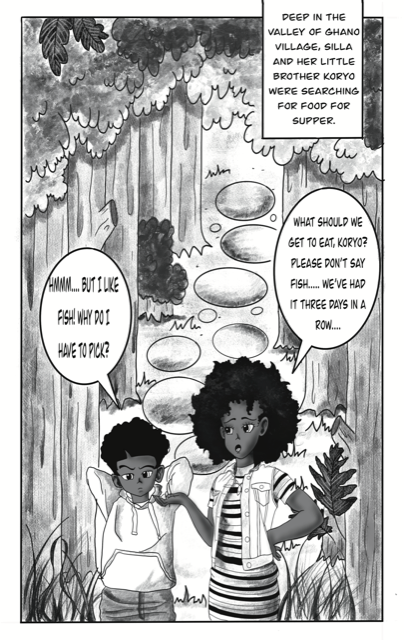 DEEP IN THE
VALLEY OF GHANO
VILLAGE, SILLA
AND HER LITTLE
BROTHER KORYO
WERE SEARCHING
FOR FOOD FOR
SUPPER.
WHAT SHOULD WE
GET TO EAT, KORYO?
PLEASE DON'T SAY
FISH..... WE'VE HAD
IT THREE DAYS IN A
ROW....
HMMM.... BUT I LIKE
FISH! WHY DO I
HAVE TO PICK?